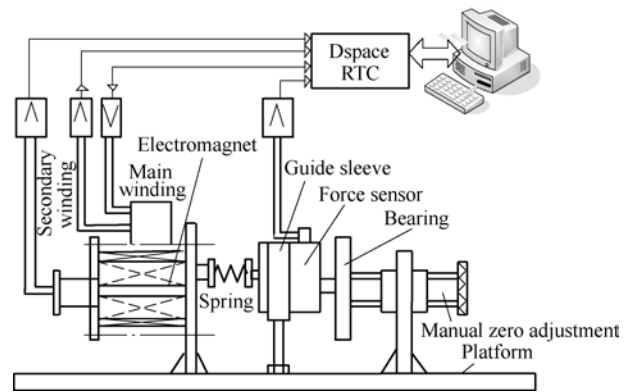 Dspace
RTC
Electromagnet
Secondary
winding
Main
winding
Guide sleeve
Force sensor
Bearing
Spring
Manual zero adjustment
Platform